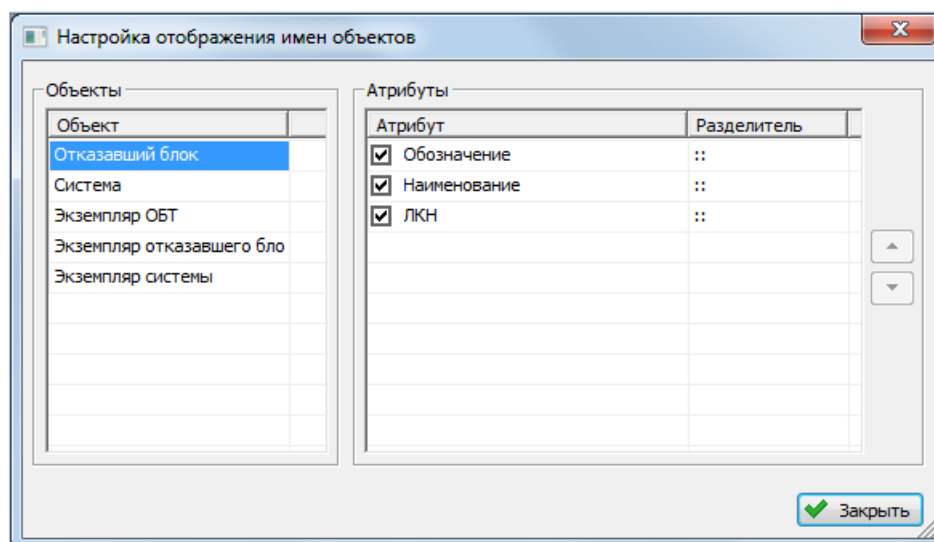 Настройка отображения имен объектов
Объекты
Объект
Отказавший блок
Система
Экземпляр ОБТ
Экземпляр отказавшего бло
Экземпляр системы
Атрибуты
Атрибут Разделитель
Обозначение ::
Наименование ::
ЛКН ::
Закрыть